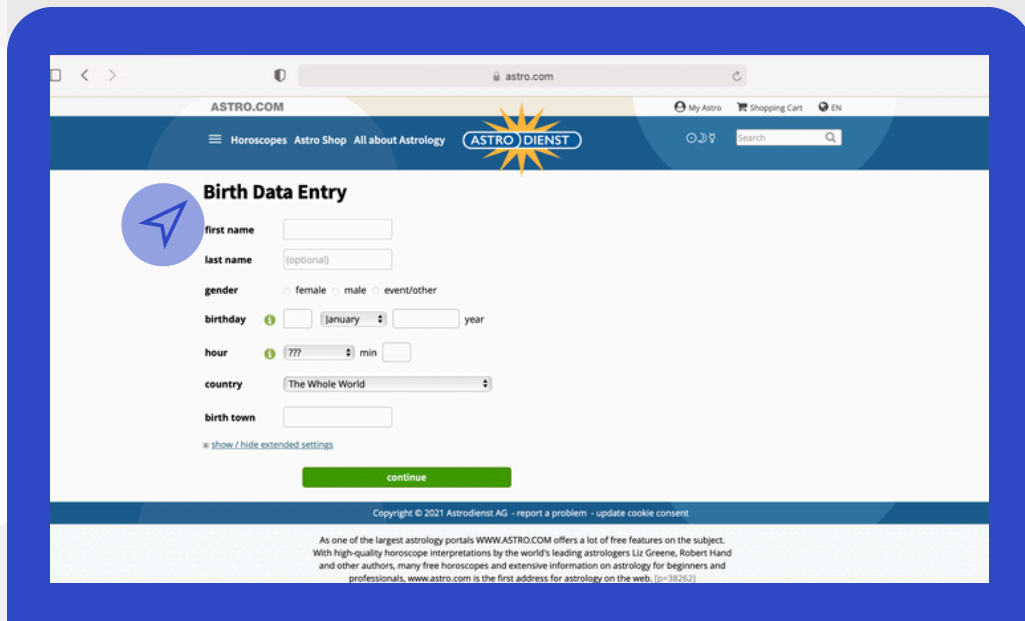 astro.com
ASTRO.COM
My Astro Shopping Cart EN
Horoscopes Astro Shop All about Astrology ASTRO DIENST Search
Birth Data Entry
first name
last name (optional)
gender female male event/other
birthday January year
hour ??? min
country The Whole World
birth town
show / hide extended settings
continue
Copyright © 2021 Astrodienst AG - report a problem - update cookie consent
As one of the largest astrology portals WWW.ASTRO.COM offers a lot of free features on the subject.
With high-quality horoscope interpretations by the world's leading astrologers Liz Greene, Robert Hand
and other authors, many free horoscopes and extensive information on astrology for beginners and
professionals, www.astro.com is the first address for astrology on the web. [p=38262]